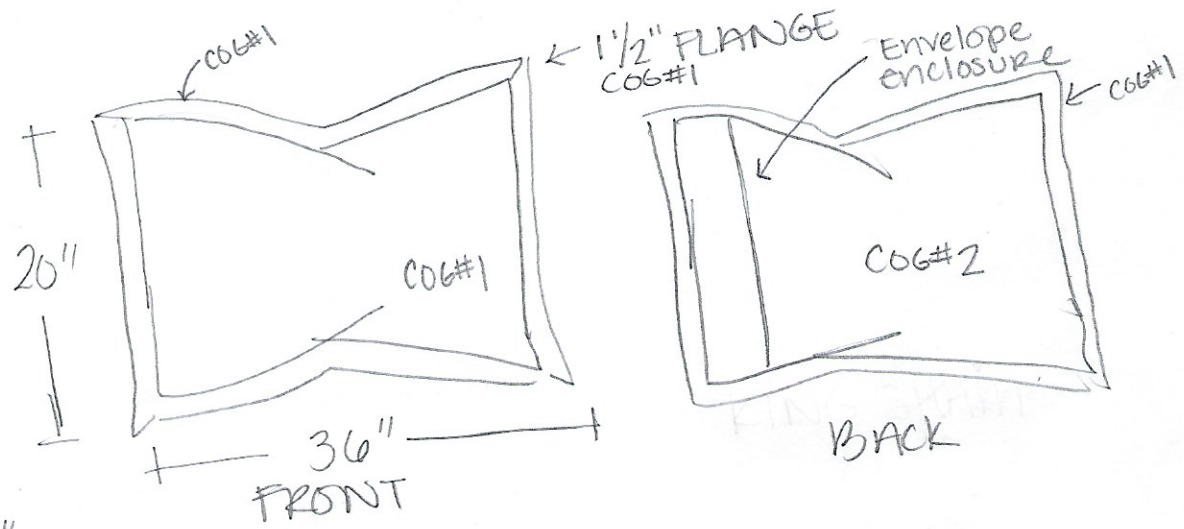 COG#1
1 1/2" FLANGE
COG#1
20"
COG#1
36"
FRONT
Envelope
enclosure
COG#1
COG#2
BACK